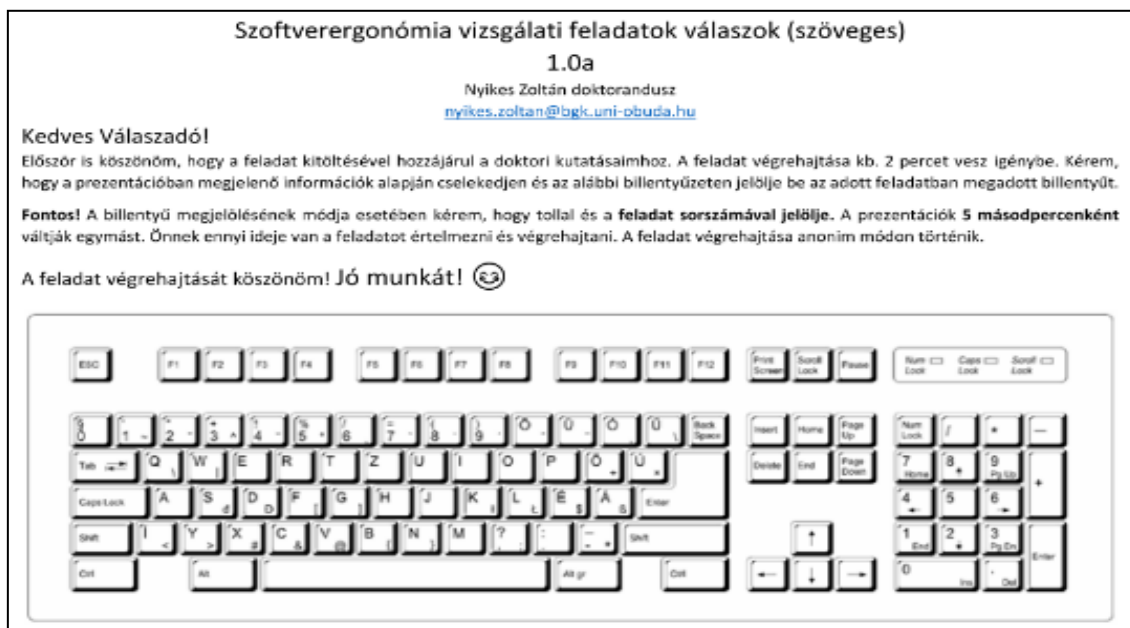 Szoftverergonómia vizsgálati feladatok válaszok (szöveges)
1.0a
Nyikes Zoltán doktorandusz
nyikes.zoltan@bgk.uni-obuda.hu
Kedves Válaszadó!
Először is köszönöm, hogy a feladat kitöltésével hozzájárul a doktori kutatásaimhoz. A feladat végrehajtása kb. 2 percet vesz igénybe. Kérem,
hogy a prezentációban megjelenő információk alapján cselekedjen és az alábbi billentyűzeten jelölje be az adott feladatban megadott billentyűt.
Fontos! A billentyű megjelölésének módja esetében kérem, hogy tollal és a feladat sorszámával jelölje. A prezentációk 5 másodpercenként
váltják egymást. Önnek ennyi ideje van a feladatot értelmezni és végrehajtani. A feladat végrehajtása anonim módon történik.
A feladat végrehajtását köszönöm! Jó munkát!
ESC F1 F2 F3 F4 F5 F6 F7 F8 F9 F10 F11 F12 Print Screen Scroll Lock Pause Num Lock Caps Lock Scroll Lock
0 1 2 3 4 5 6 7 8 9 Back Space Insert Home Page Up Num Lock / * —
Tab Q W E R T Z U I O P Delete End Page Down 7 Home 8 9 Pg Up +
Caps Lock A S D F G H J K L É Enter 4 5 6
Shift Í Y X C V B N M ? : - Shift ↑ 1 End 2 3 Pg Dn Enter
Ctrl Alt Alt gr Ctrl ← ↓ → 0 Ins . Del